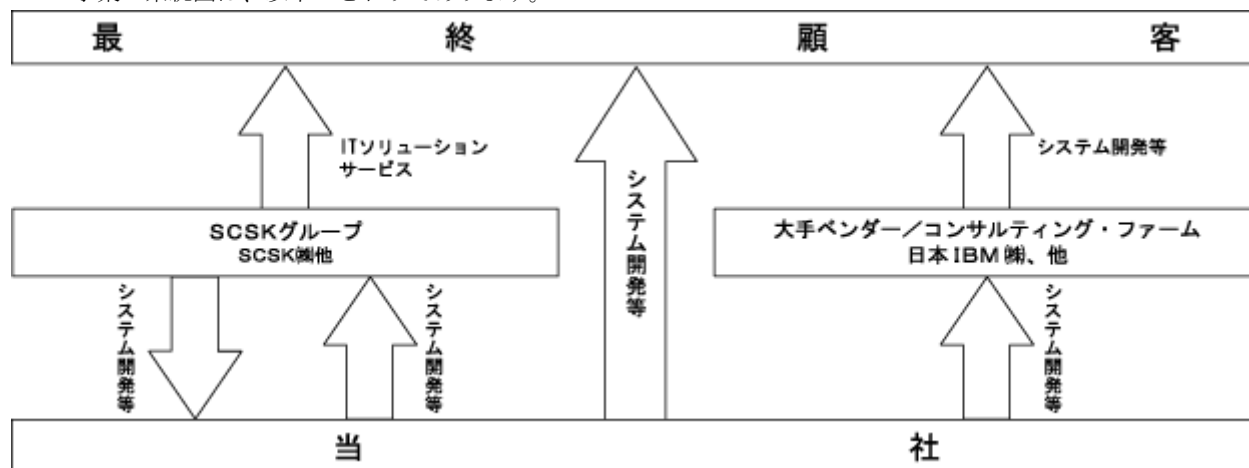 最終顧客
ITソリューション
サービス
システム開発等
システム開発等
SCSKグループ
SCSK㈱他
大手ベンダー／コンサルティング・ファーム
日本IBM㈱、他
システム開発等
システム開発等
システム開発等
当社